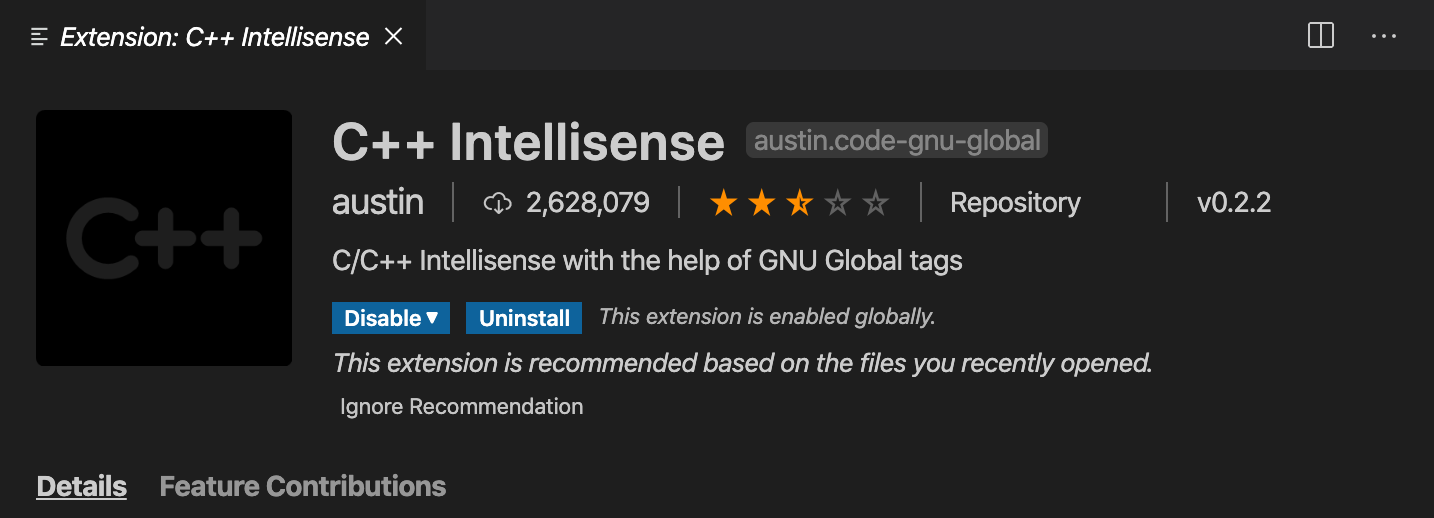 Extension: C++ Intellisense
C++
C++ Intellisense austin.code-gnu-global
austin 2,628,079 Repository v0.2.2
C/C++ Intellisense with the help of GNU Global tags
Disable Uninstall This extension is enabled globally.
This extension is recommended based on the files you recently opened.
Ignore Recommendation
Details Feature Contributions